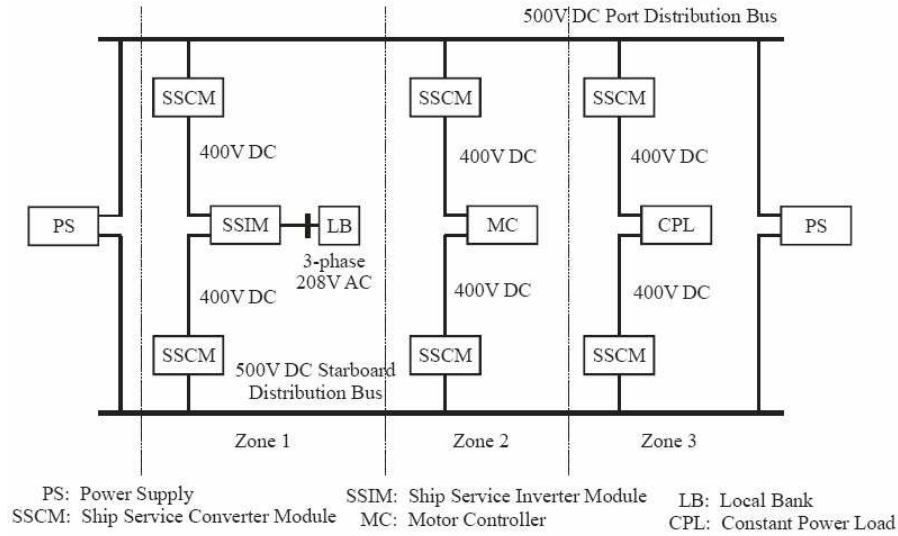 500V DC Port Distribution Bus
SSCM
SSCM
SSCM
400V DC
400V DC
400V DC
PS
SSIM
LB
MC
CPL
PS
3-phase
208V AC
400V DC
400V DC
400V DC
SSCM
SSCM
SSCM
500V DC Starboard
Distribution Bus
Zone 1
Zone 2
Zone 3
PS: Power Supply
SSCM: Ship Service Converter Module
SSIM: Ship Service Inverter Module
MC: Motor Controller
LB: Local Bank
CPL: Constant Power Load